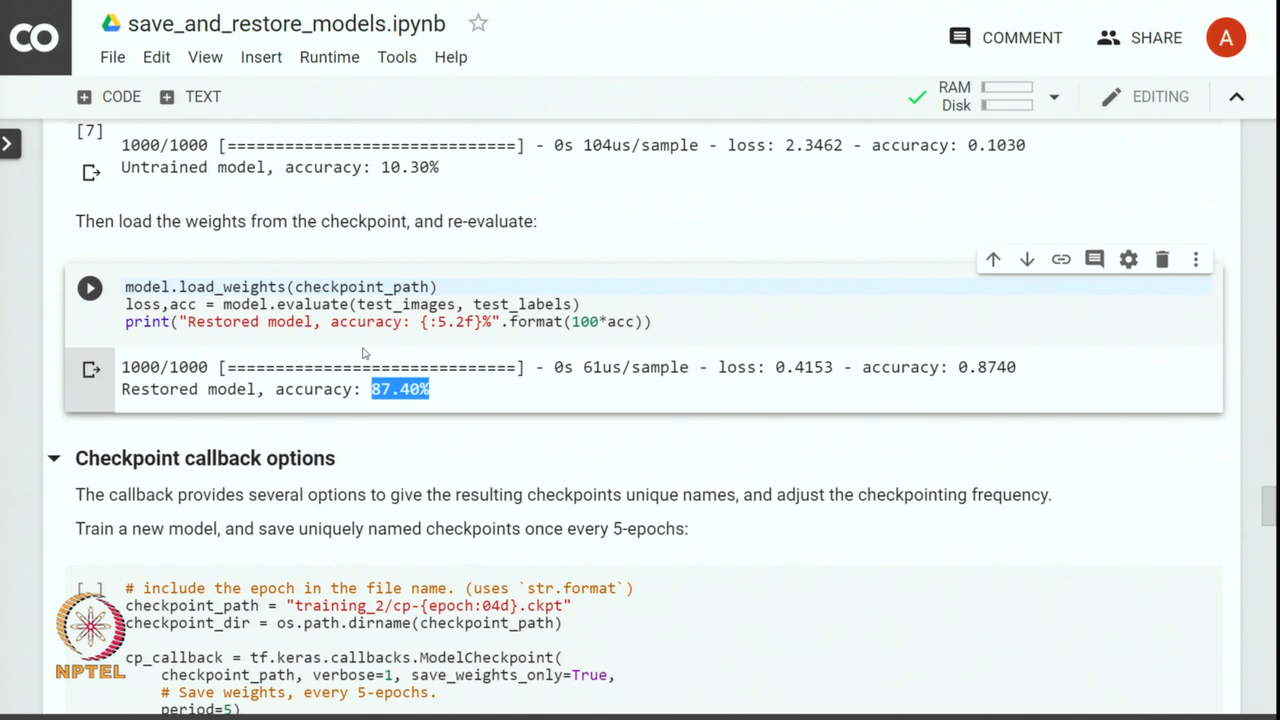 CO
save_and_restore_models.ipynb
COMMENT
SHARE
A
File Edit View Insert Runtime Tools Help
CODE TEXT
RAM
Disk
EDITING
[7]
1000/1000 [==============================] - 0s 104us/sample - loss: 2.3462 - accuracy: 0.1030
Untrained model, accuracy: 10.30%
Then load the weights from the checkpoint, and re-evaluate:
model.load_weights(checkpoint_path)
loss,acc = model.evaluate(test_images, test_labels)
print("Restored model, accuracy: {:5.2f}%".format(100*acc))
1000/1000 [==============================] - 0s 61us/sample - loss: 0.4153 - accuracy: 0.8740
Restored model, accuracy: 87.40%
Checkpoint callback options
The callback provides several options to give the resulting checkpoints unique names, and adjust the checkpointing frequency.
Train a new model, and save uniquely named checkpoints once every 5-epochs:
[ ] # include the epoch in the file name. (uses `str.format`)
checkpoint_path = "training_2/cp-{epoch:04d}.ckpt"
checkpoint_dir = os.path.dirname(checkpoint_path)
cp_callback = tf.keras.callbacks.ModelCheckpoint(
checkpoint_path, verbose=1, save_weights_only=True,
# Save weights, every 5-epochs.
period=5)
NPTEL